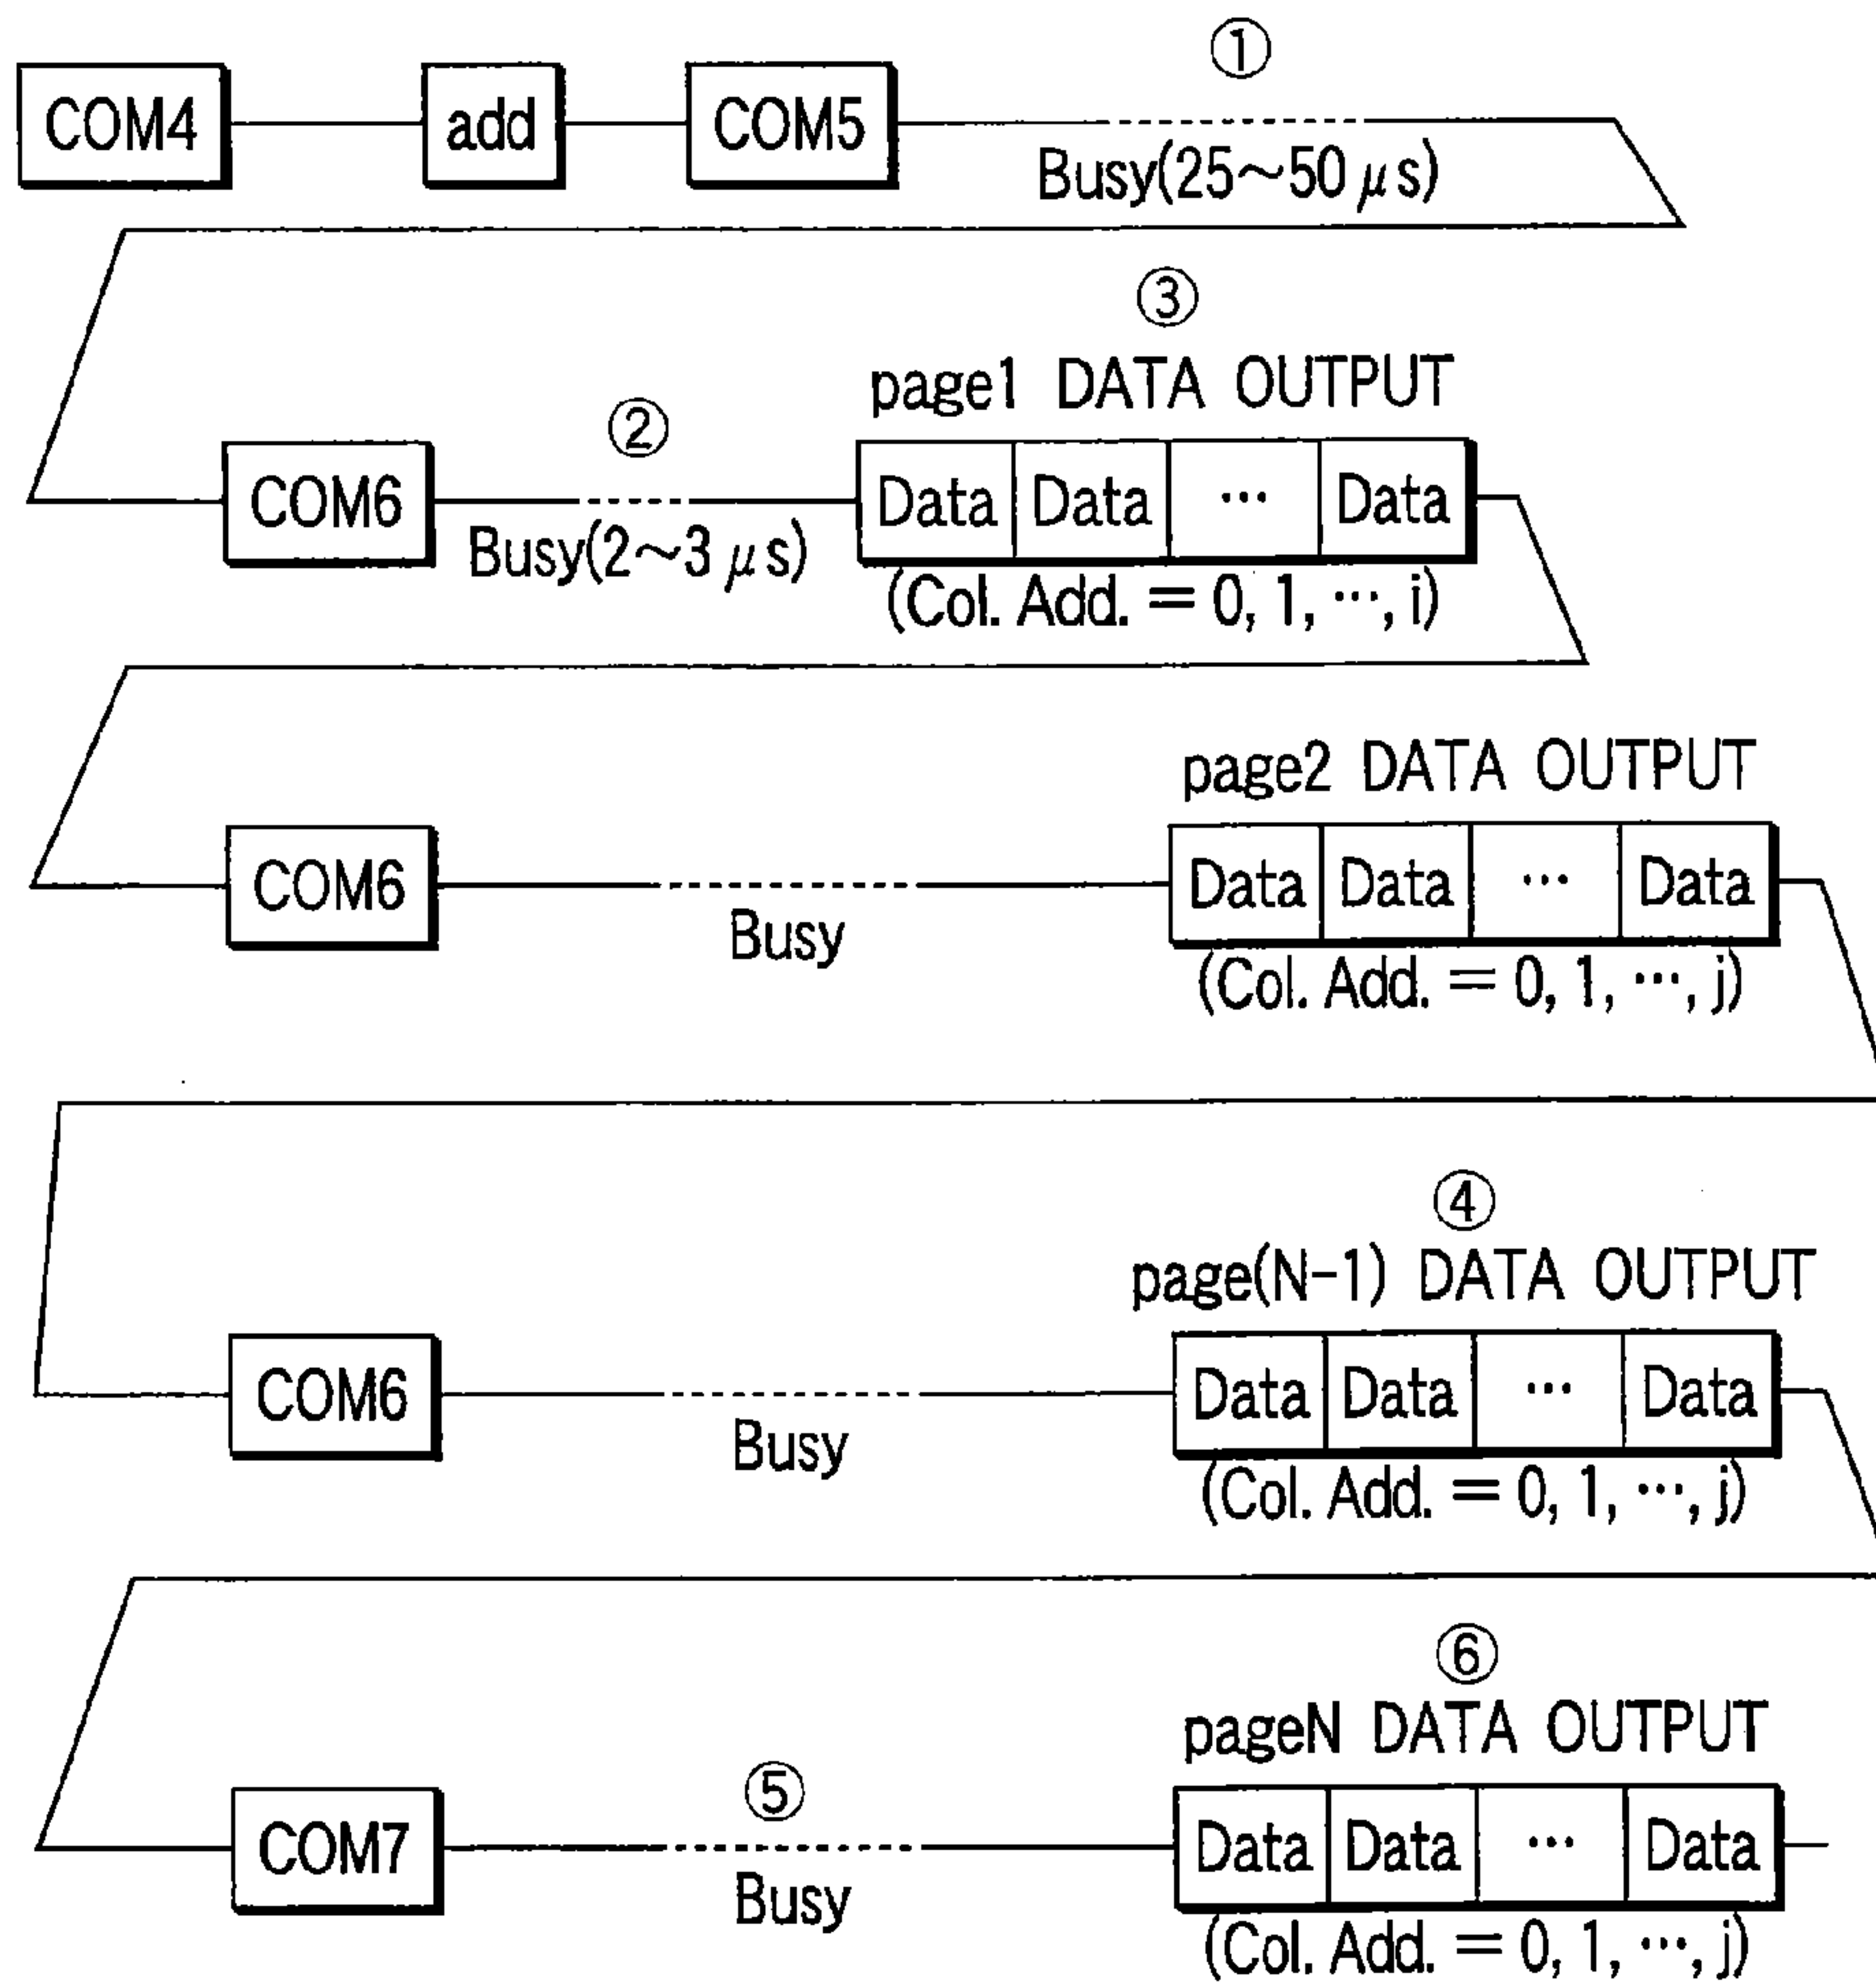 ①
COM4 add COM5
Busy(25~50 μs)
③
page1 DATA OUTPUT
②
COM6 Data Data ··· Data
Busy(2~3 μs)
(Col. Add. = 0, 1, ···, i)
page2 DATA OUTPUT
COM6 Data Data ··· Data
Busy
(Col. Add. = 0, 1, ···, j)
④
page(N-1) DATA OUTPUT
COM6 Data Data ··· Data
Busy
(Col. Add. = 0, 1, ···, j)
⑥
pageN DATA OUTPUT
⑤
COM7 Data Data ··· Data
Busy
(Col. Add. = 0, 1, ···, j)